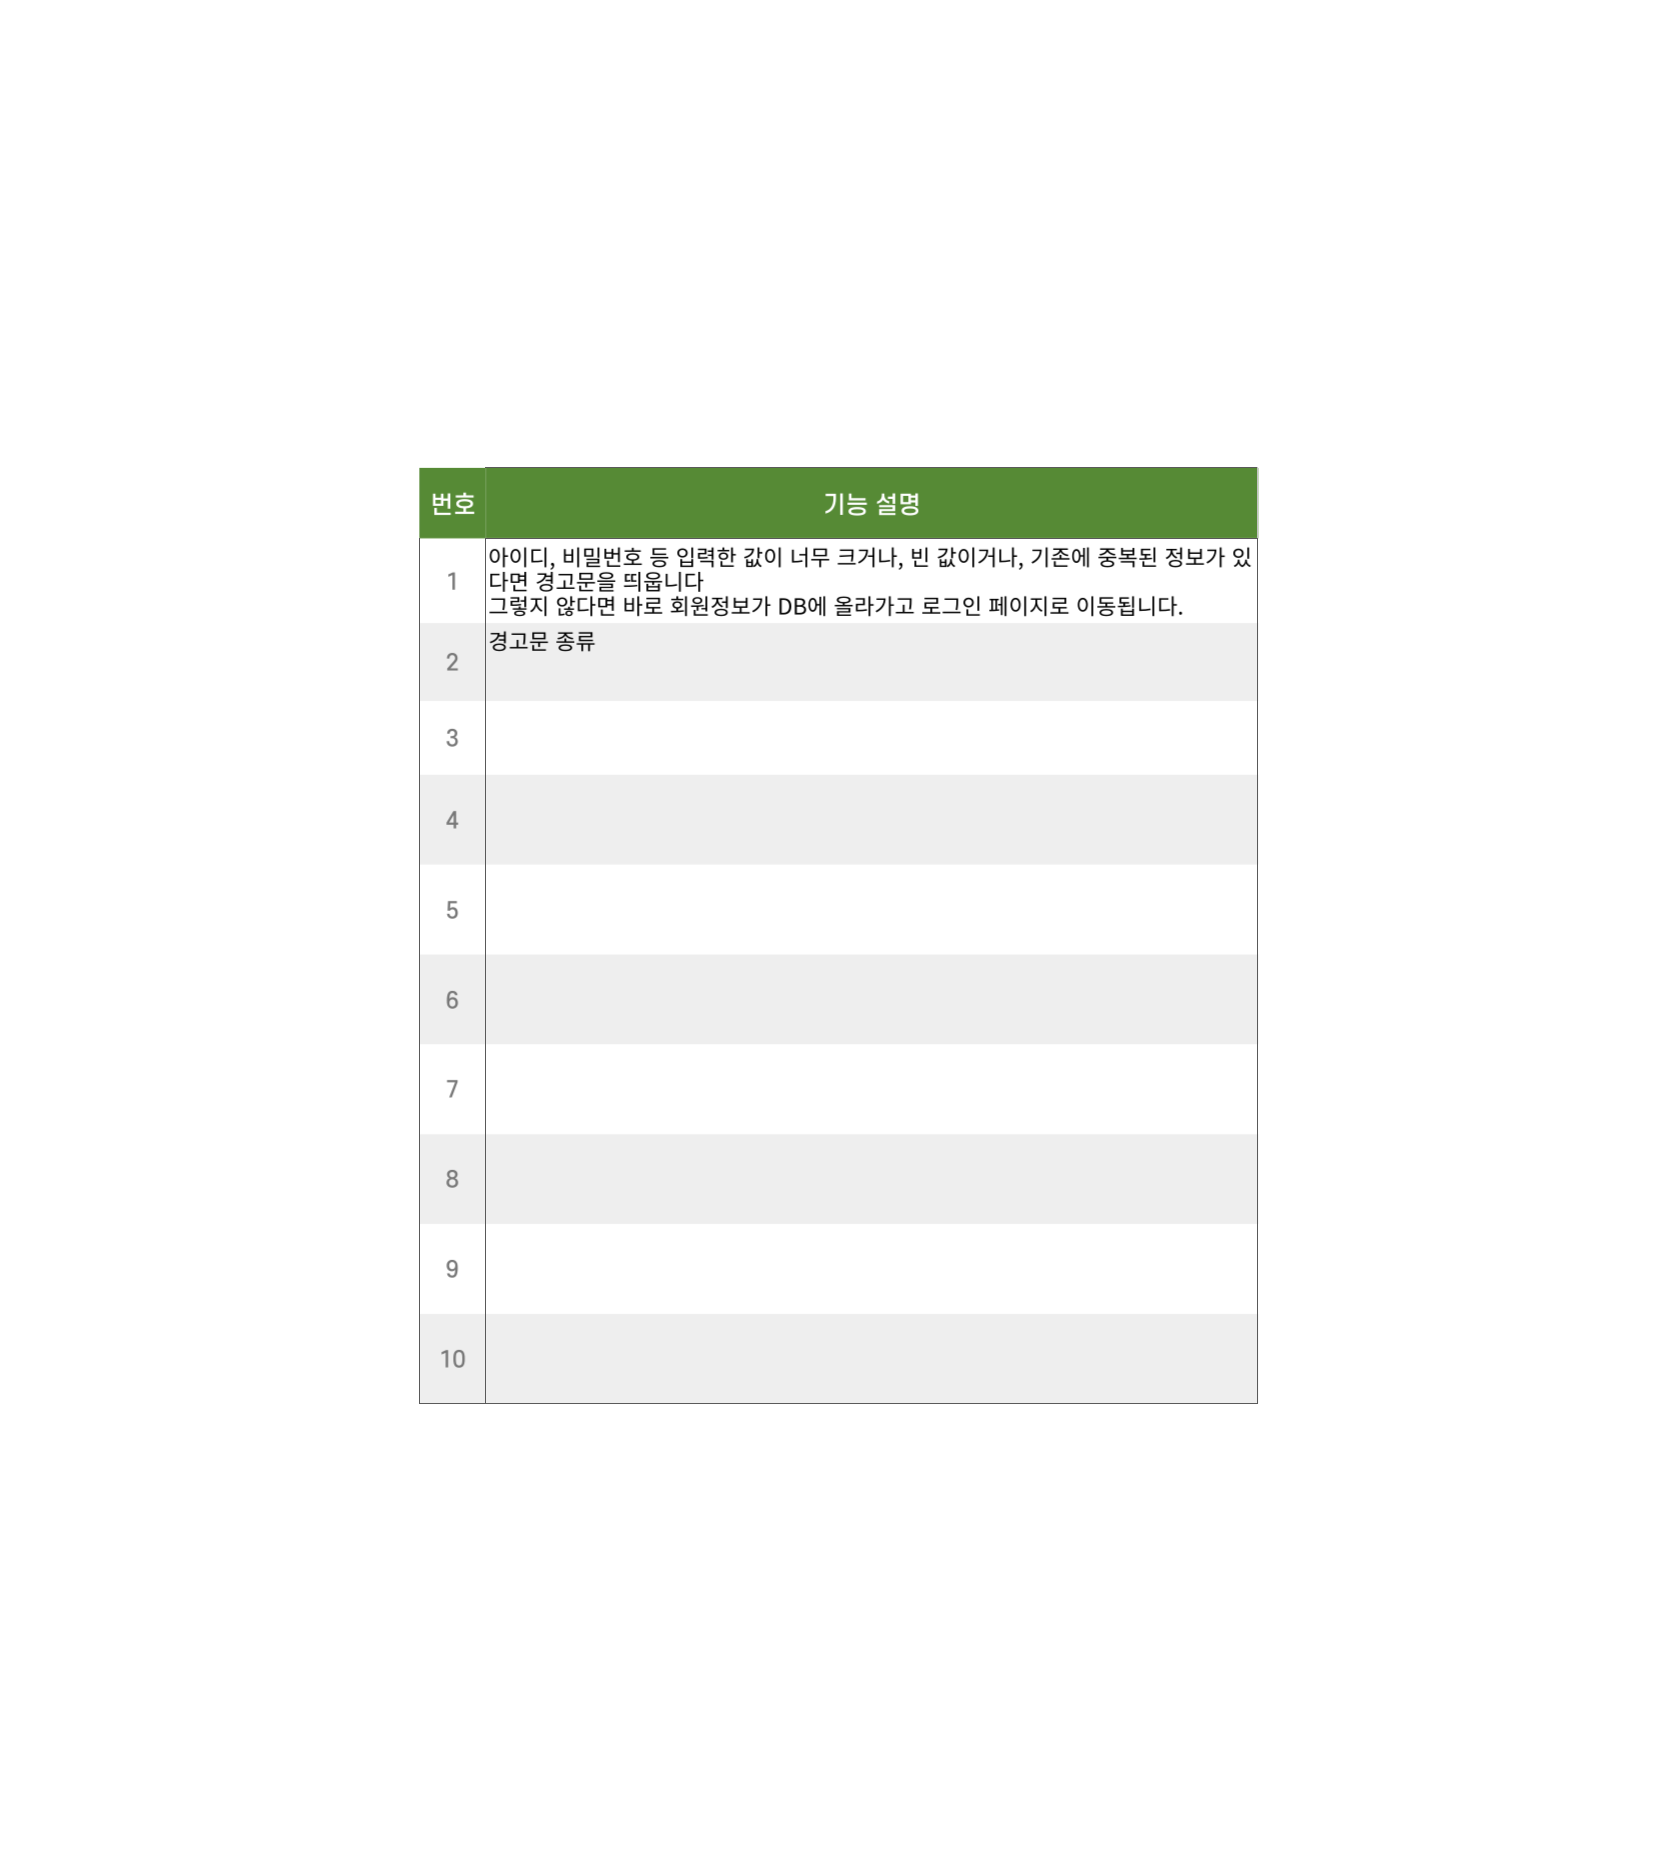 번호 기능 설명
1 아이디, 비밀번호 등 입력한 값이 너무 크거나, 빈 값이거나, 기존에 중복된 정보가 있
다면 경고문을 띄웁니다
그렇지 않다면 바로 회원정보가 DB에 올라가고 로그인 페이지로 이동됩니다.
2 경고문 종류
3
4
5
6
7
8
9
10